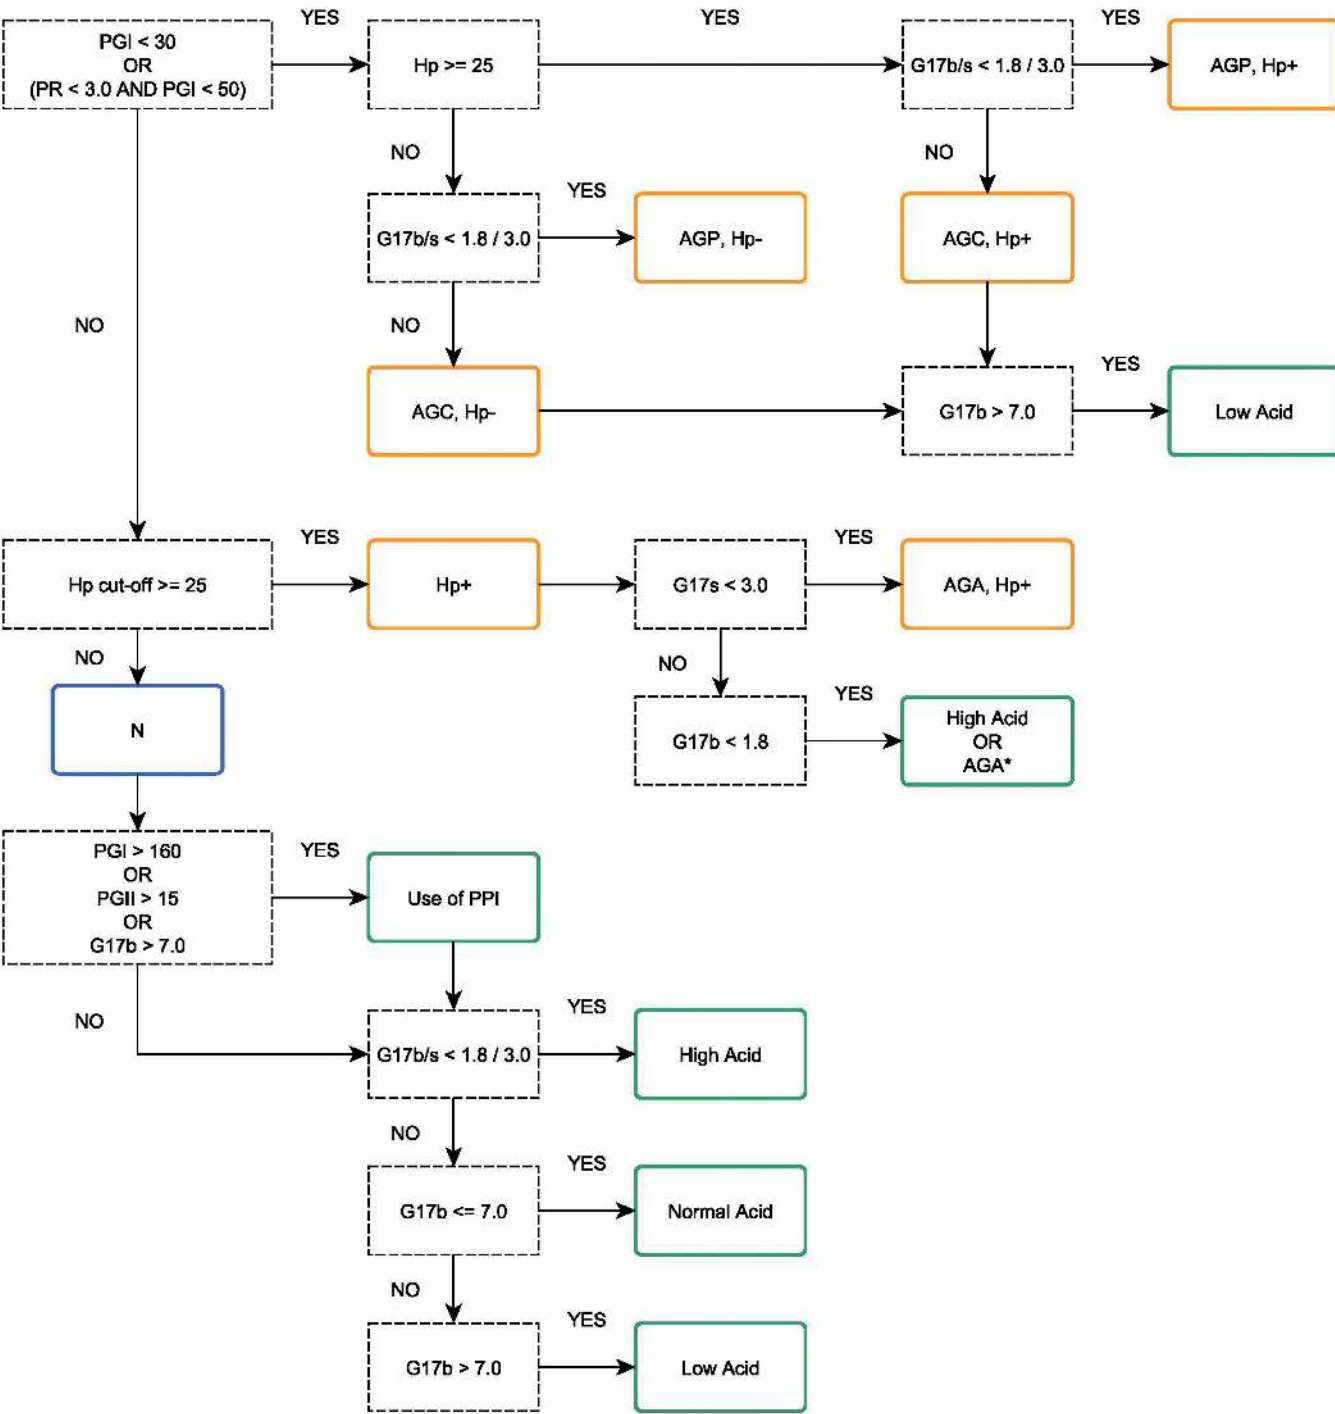 YES
YES
YES
PGI < 30
OR
(PR < 3.0 AND PGI < 50)
Hp >= 25
G17b/s < 1.8 / 3.0
AGP, Hp+
NO
NO
YES
G17b/s < 1.8 / 3.0
AGP, Hp-
AGC, Hp+
NO
NO
YES
AGC, Hp-
G17b > 7.0
Low Acid
YES
YES
Hp cut-off >= 25
Hp+
G17s < 3.0
AGA, Hp+
NO
NO
YES
N
G17b < 1.8
High Acid
OR
AGA*
PGI > 160
OR
PGII > 15
OR
G17b > 7.0
YES
Use of PPI
NO
YES
G17b/s < 1.8 / 3.0
High Acid
NO
YES
G17b <= 7.0
Normal Acid
NO
YES
G17b > 7.0
Low Acid